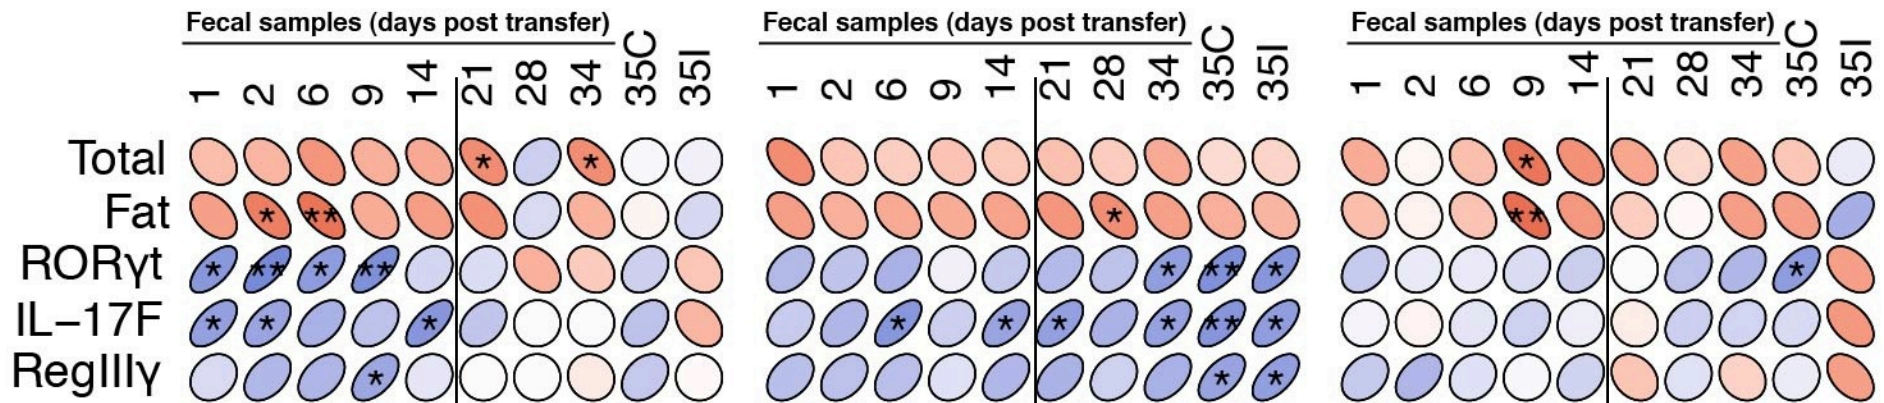 Fecal samples (days post transfer) Fecal samples (days post transfer) Fecal samples (days post transfer)
1 2 6 9 14 21 28 34 35C 35I 1 2 6 9 14 21 28 34 35C 35I 1 2 6 9 14 21 28 34 35C 35I
Total * * *
Fat * ** * **
RORγt * ** * ** * ** * *
IL−17F * * * * * * * ** *
RegIIIγ * * *